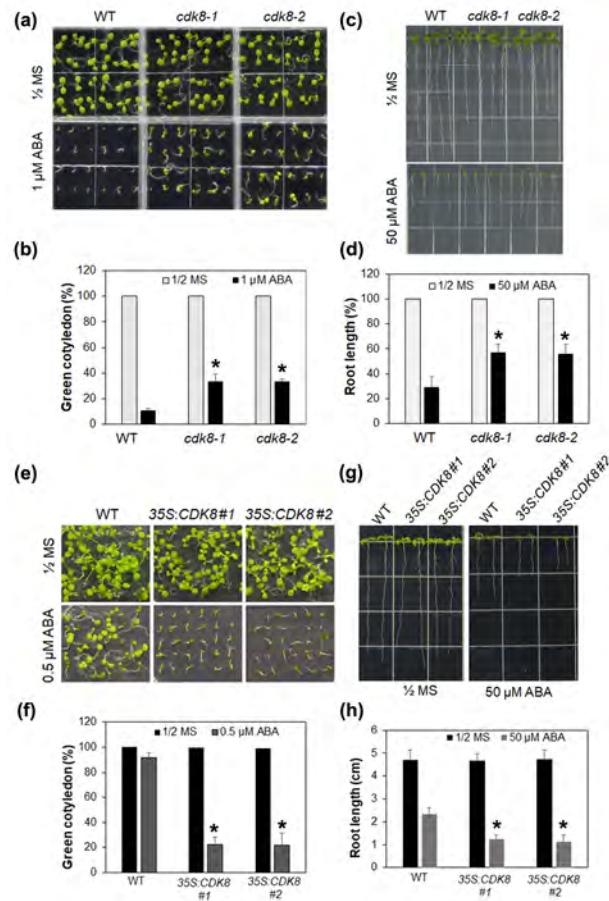 (a)
WT cdk8-1 cdk8-2
½ MS
1 µM ABA
(c)
WT cdk8-1 cdk8-2
½ MS
50 µM ABA
(b)
Green cotyledon (%)
120
100
80
60
40
20
0
1/2 MS 1 µM ABA
* *
WT cdk8-1 cdk8-2
(d)
Root length (%)
120
100
80
60
40
20
0
1/2 MS 50 µM ABA
* *
WT cdk8-1 cdk8-2
(e)
WT 35S:CDK8#1 35S:CDK8#2
½ MS
0.5 µM ABA
(g)
WT 35S:CDK8#1 35S:CDK8#2 WT 35S:CDK8#1 35S:CDK8#2
½ MS 50 µM ABA
(f)
Green cotyledon (%)
120
100
80
60
40
20
0
1/2 MS 0.5 µM ABA
* *
WT 35S:CDK8 35S:CDK8
#1 #2
(h)
Root length (cm)
6
5
4
3
2
1
0
1/2 MS 50 µM ABA
* *
WT 35S:CDK8 35S:CDK8
#1 #2